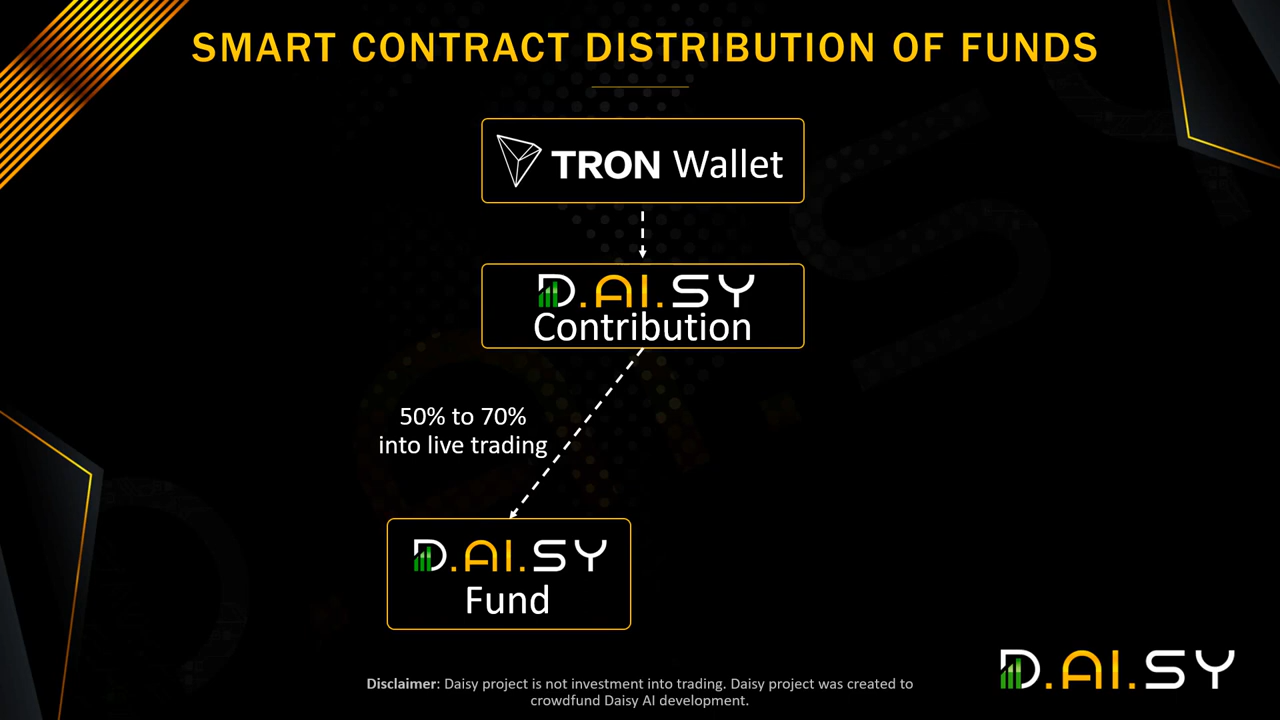 SMART CONTRACT DISTRIBUTION OF FUNDS
TRON Wallet
D.AI.SY
Contribution
50% to 70%
into live trading
D.AI.SY
Fund
D.AI.SY
Disclaimer: Daisy project is not investment into trading. Daisy project was created to
crowdfund Daisy AI development.